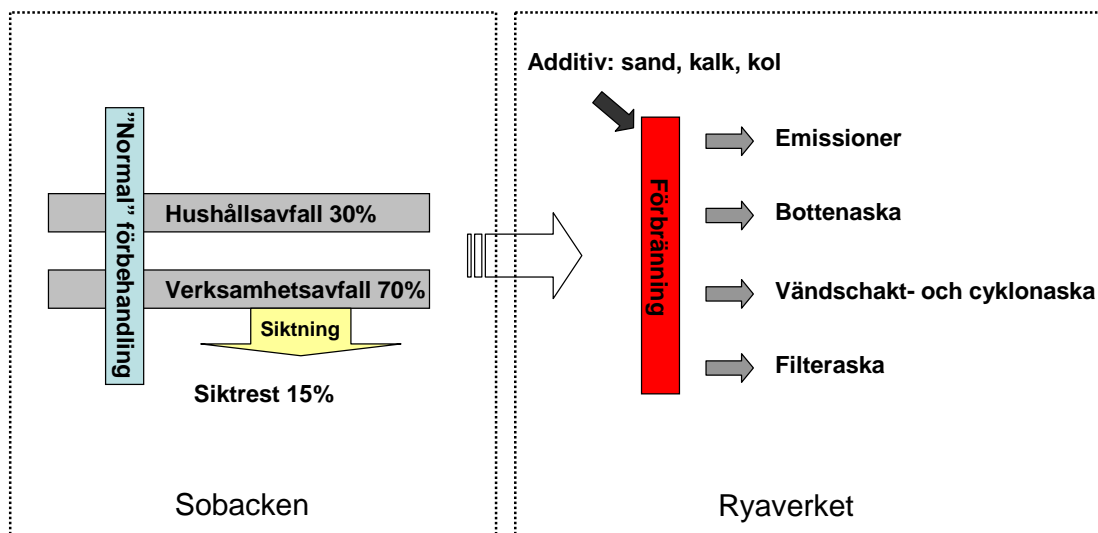 ”Normal” förbehandling
Hushållsavfall 30%
Verksamhetsavfall 70%
Siktning
Siktrest 15%
Sobacken
Additiv: sand, kalk, kol
Förbränning
Emissioner
Bottenaska
Vändschakt- och cyklonaska
Filteraska
Ryaverket